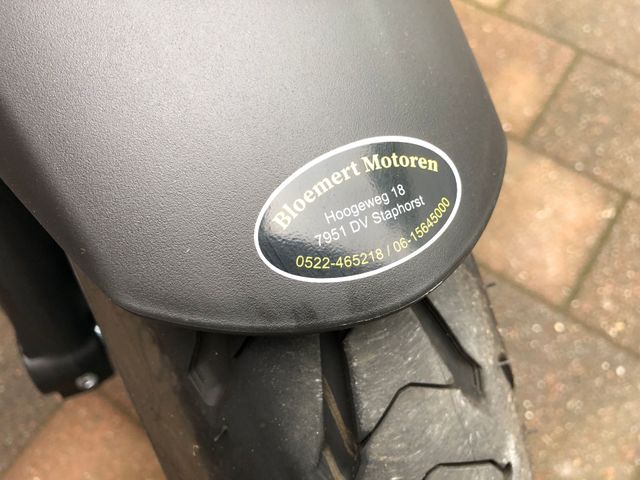 Bloemert Motoren
Hoogeweg 18
7951 DV Staphorst
0522-465218 / 06-15645000